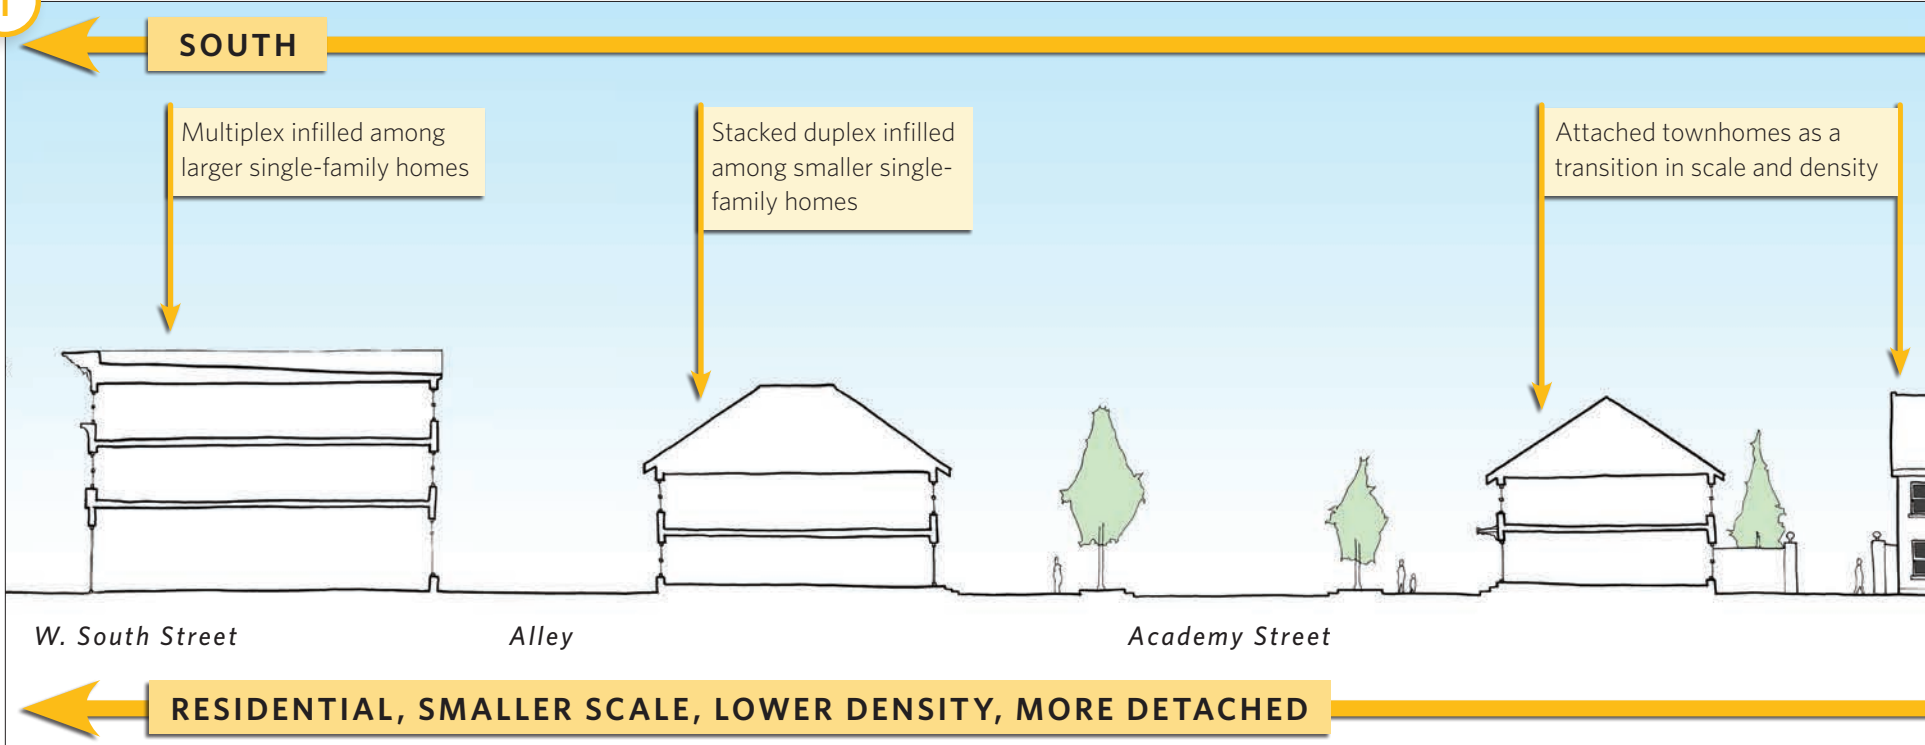 SOUTH
Multiplex infilled among
larger single-family homes
Stacked duplex infilled
among smaller single-
family homes
Attached townhomes as a
transition in scale and density
W. South Street
Alley
Academy Street
RESIDENTIAL, SMALLER SCALE, LOWER DENSITY, MORE DETACHED